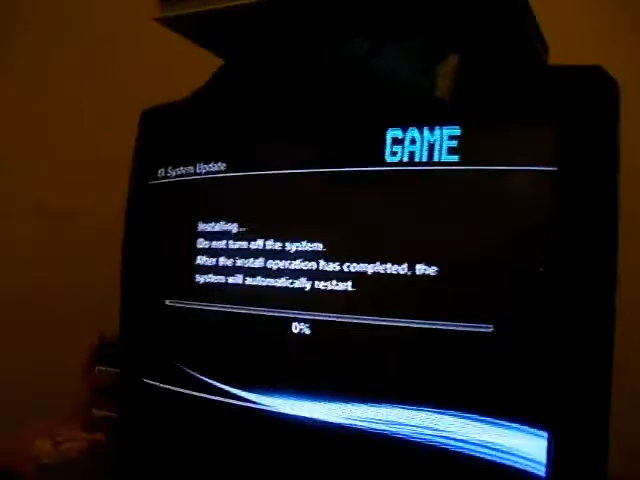 GAME
System Update
Installing...
Do not turn off the system.
After the install operation has completed, the
system will automatically restart.
0%